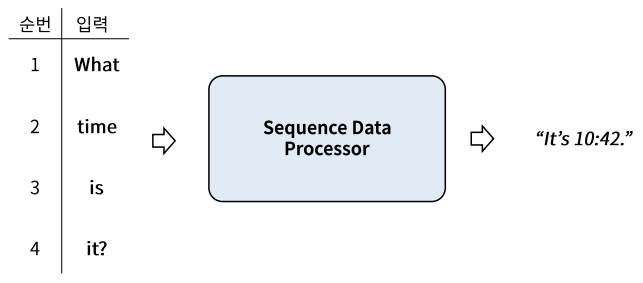 순번 입력
1 What
2 time
3 is
4 it?
Sequence Data
Processor
“It’s 10:42.”